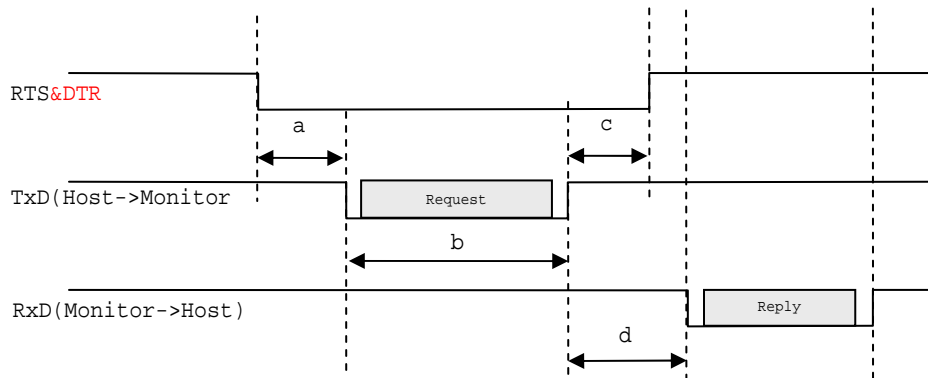 RTS&DTR
a
c
TxD(Host->Monitor
Request
b
RxD(Monitor->Host)
Reply
d